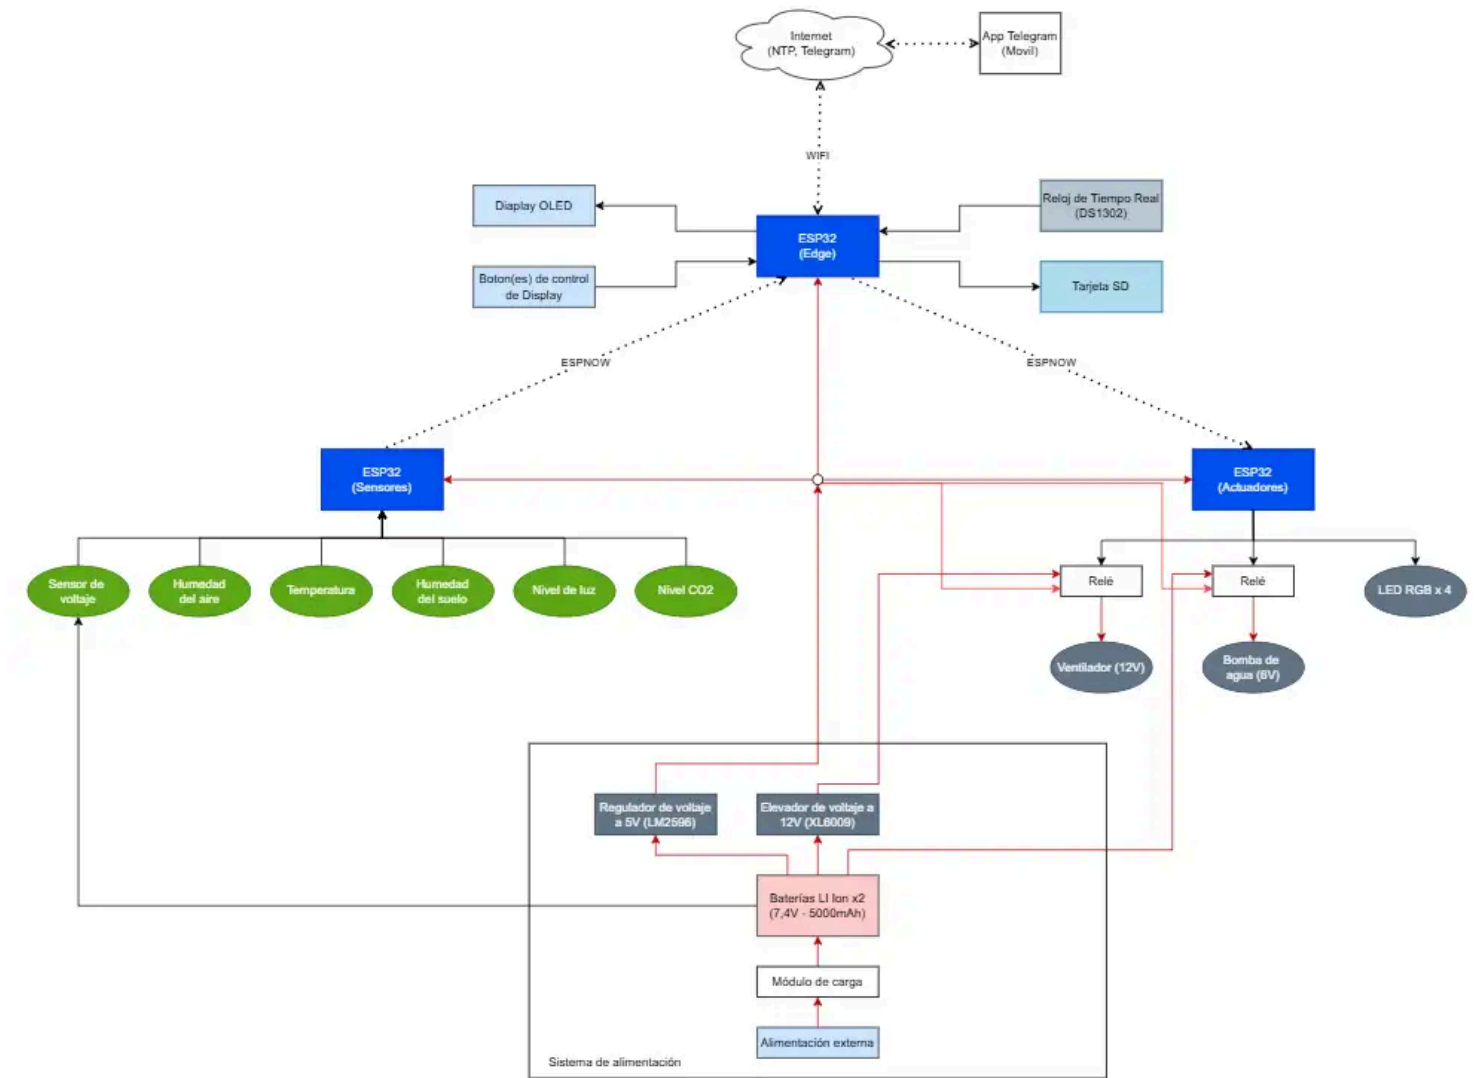 Internet
(NTP, Telegram)
App Telegram
(Movil)
WIFI
Diaplay OLED
Reloj de Tiempo Real
(DS1302)
ESP32
(Edge)
Boton(es) de control
de Display
Tarjeta SD
ESPNOW
ESPNOW
ESP32
(Sensores)
ESP32
(Actuadores)
Sensor de
voltaje
Humedad
del aire
Temperatura
Humedad
del suelo
Nivel de luz
Nivel CO2
Relé
Relé
LED RGB x 4
Ventilador (12V)
Bomba de
agua (6V)
Regulador de voltaje
a 5V (LM2596)
Elevador de voltaje a
12V (XL6009)
Baterías LI Ion x2
(7,4V - 5000mAh)
Módulo de carga
Alimentación externa
Sistema de alimentación